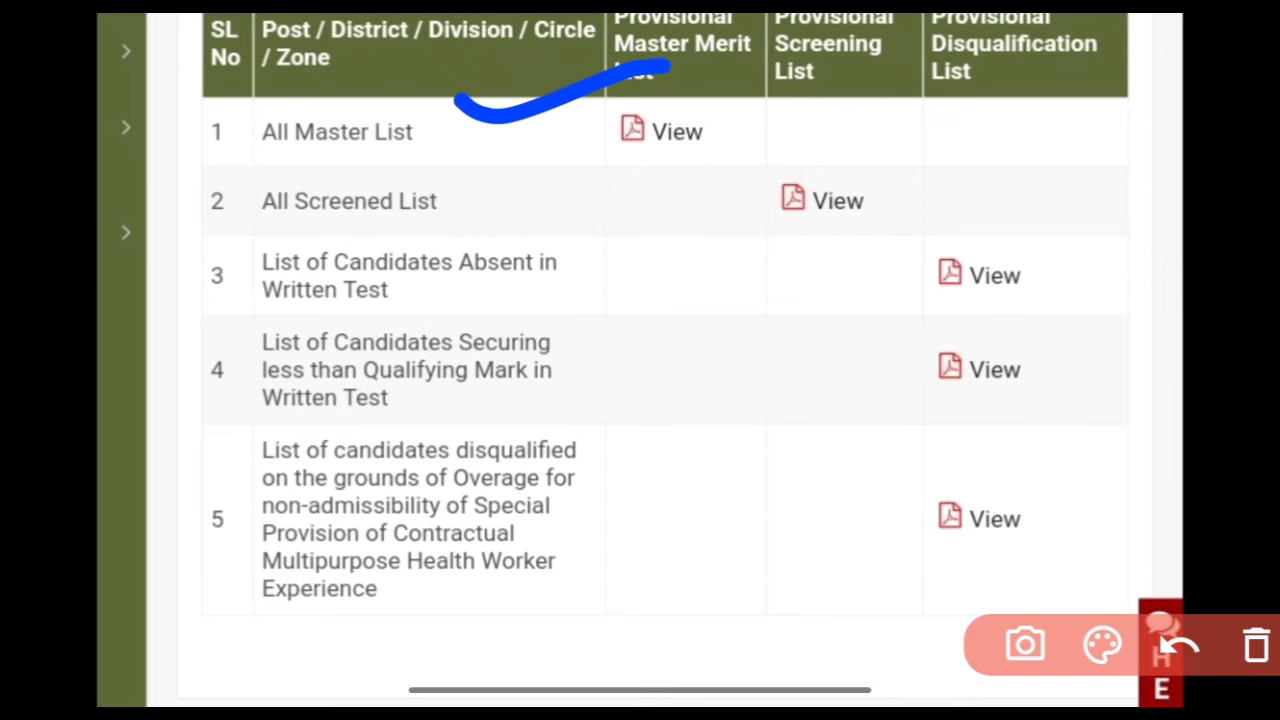 SL No
Post / District / Division / Circle / Zone
Provisional Master Merit List
Provisional Screening List
Provisional Disqualification List
1
All Master List
View
2
All Screened List
View
3
List of Candidates Absent in
Written Test
View
4
List of Candidates Securing
less than Qualifying Mark in
Written Test
View
5
List of candidates disqualified
on the grounds of Overage for
non-admissibility of Special
Provision of Contractual
Multipurpose Health Worker
Experience
View
H
E